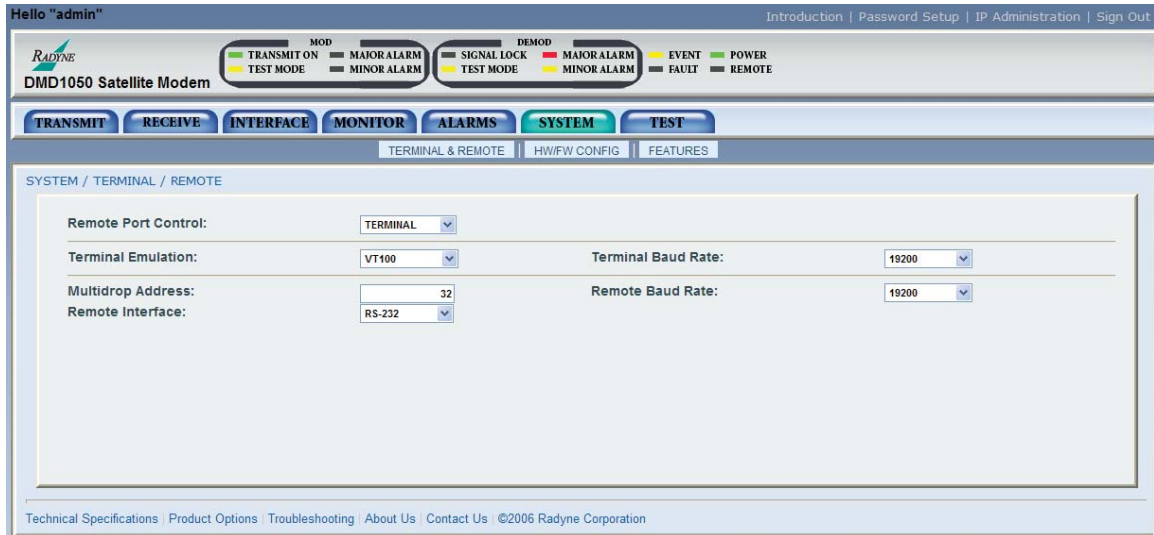 Hello "admin"
Introduction | Password Setup | IP Administration | Sign Out
RADYNE
DMD1050 Satellite Modem
MOD
TRANSMIT ON MAJOR ALARM
TEST MODE MINOR ALARM
DEMOD
SIGNAL LOCK MAJOR ALARM
TEST MODE MINOR ALARM
EVENT POWER
FAULT REMOTE
TRANSMIT RECEIVE INTERFACE MONITOR ALARMS SYSTEM TEST
TERMINAL & REMOTE | HW/FW CONFIG | FEATURES
SYSTEM / TERMINAL / REMOTE
Remote Port Control: TERMINAL
Terminal Emulation: VT100 Terminal Baud Rate: 19200
Multidrop Address: 32 Remote Baud Rate: 19200
Remote Interface: RS-232
Technical Specifications | Product Options | Troubleshooting | About Us | Contact Us | ©2006 Radyne Corporation